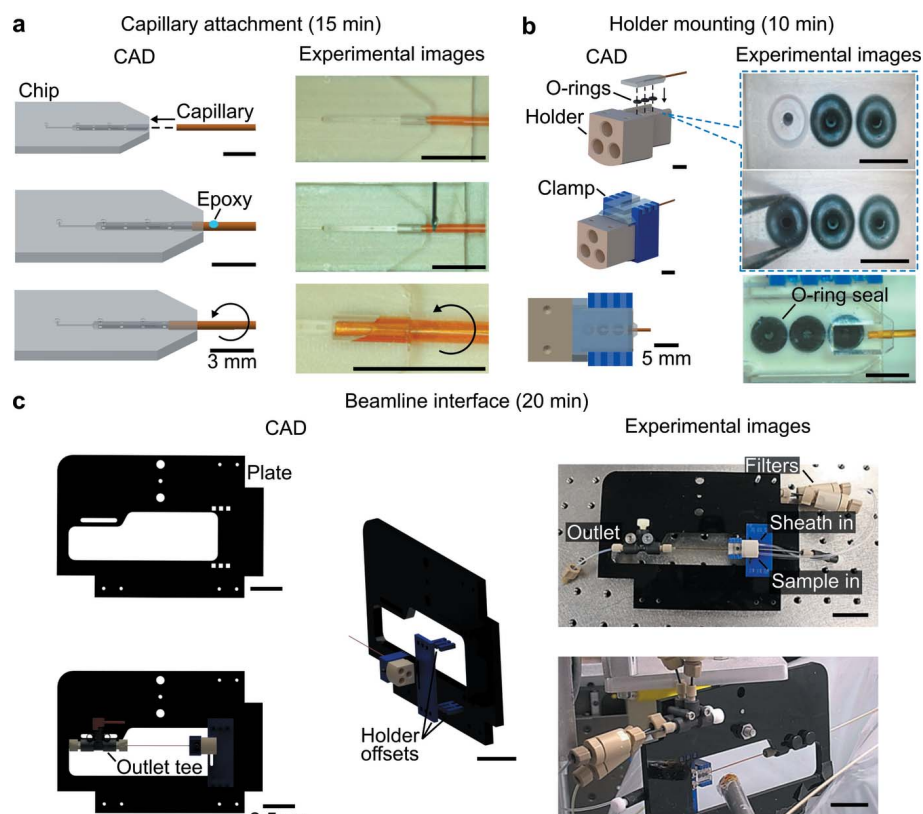 a Capillary attachment (15 min)
CAD
Experimental images
Chip
Capillary
Epoxy
3 mm
b Holder mounting (10 min)
CAD
Experimental images
O-rings
Holder
Clamp
O-ring seal
5 mm
c Beamline interface (20 min)
CAD
Experimental images
Plate
Outlet tee
Holder
offsets
Filters
Outlet
Sheath in
Sample in